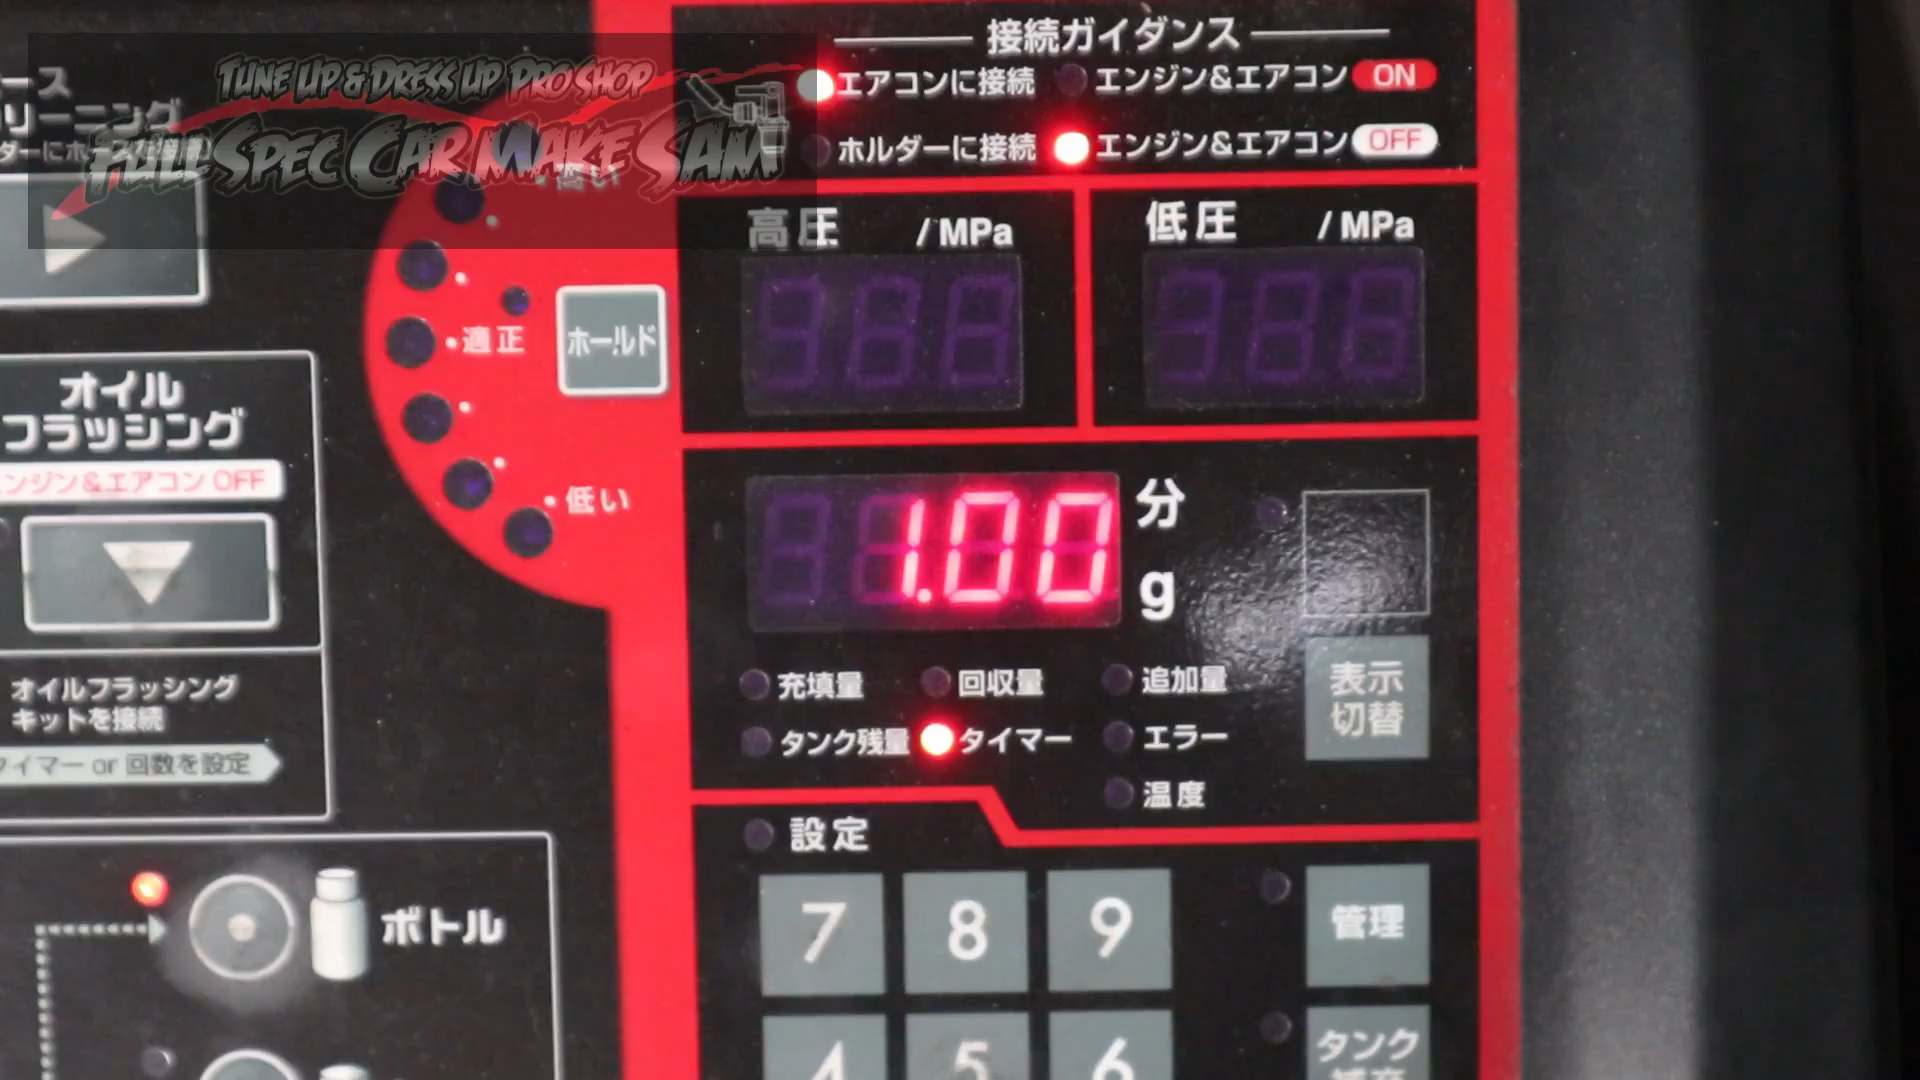 TUNE UP & DRESS UP PRO SHOP
FULL SPEC CAR MAKE SAM
接続ガイダンス
エアコンに接続
エンジン&エアコン ON
ホルダーに接続
エンジン&エアコン OFF
高い
適正
低い
ホールド
高圧 /MPa
低圧 /MPa
オイル
フラッシング
ンジン&エアコン OFF
1.00
分
g
充填量
回収量
追加量
タンク残量
タイマー
エラー
温度
表示
切替
オイルフラッシング
キットを接続
タイマー or 回数を設定
設定
ボトル
7
8
9
管理
4
5
6
タンク